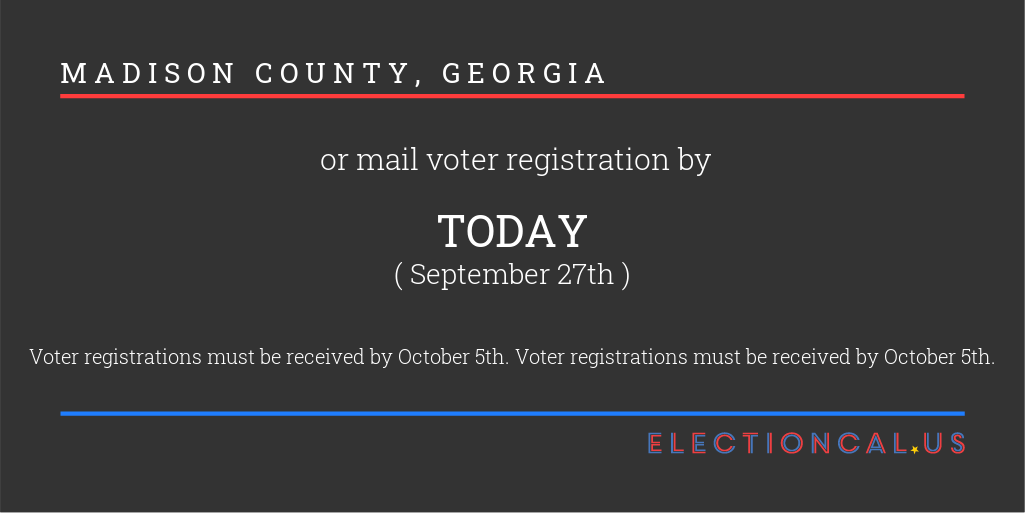 MADISON COUNTY, GEORGIA
or mail voter registration by
TODAY
( September 27th )
Voter registrations must be received by October 5th. Voter registrations must be received by October 5th.
ELECTIONCAL.US